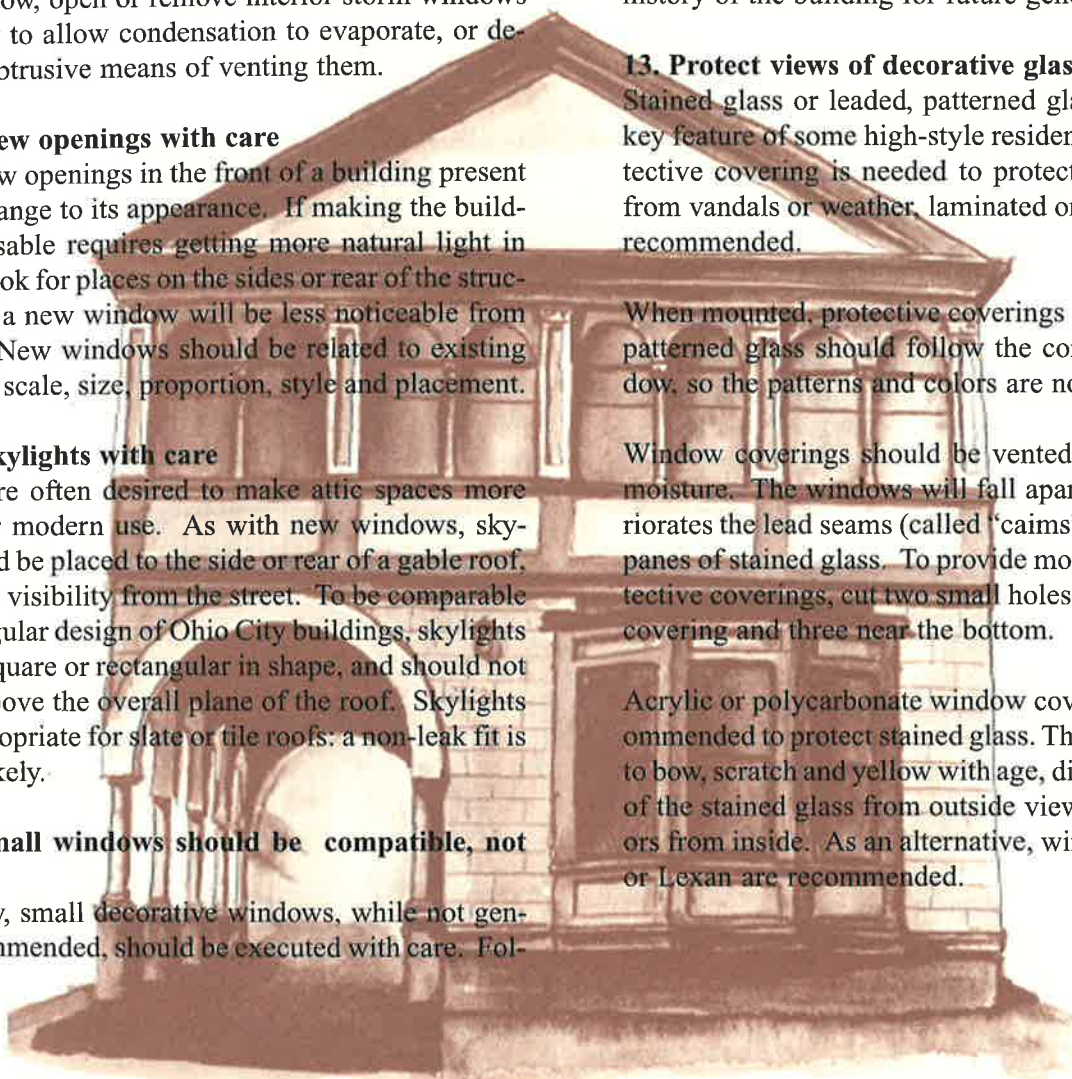 ow, open or remove interior storm windows
to allow condensation to evaporate, or de-
btrusive means of venting them.
ew openings with care
w openings in the front of a building present
ange to its appearance. If making the build-
sable requires getting more natural light in
ok for places on the sides or rear of the struc-
a new window will be less noticeable from
New windows should be related to existing
scale, size, proportion, style and placement.
kylights with care
re often desired to make attic spaces more
modern use. As with new windows, sky-
d be placed to the side or rear of a gable roof,
visibility from the street. To be comparable
gular design of Ohio City buildings, skylights
quare or rectangular in shape, and should not
ove the overall plane of the roof. Skylights
opriate for slate or tile roofs: a non-leak fit is
kely.
mall windows should be compatible, not
y, small decorative windows, while not gen-
mmended, should be executed with care. Fol-
history of the building for future gene
13. Protect views of decorative glas
Stained glass or leaded, patterned gla
key feature of some high-style residen
tective covering is needed to protect
from vandals or weather, laminated or
recommended.
When mounted, protective coverings
patterned glass should follow the con
dow, so the patterns and colors are no
Window coverings should be vented
moisture. The windows will fall apar
riorates the lead seams (called "caims"
panes of stained glass. To provide mo
tective coverings, cut two small holes
covering and three near the bottom.
Acrylic or polycarbonate window cov
ommended to protect stained glass. Th
to bow, scratch and yellow with age, di
of the stained glass from outside view
ors from inside. As an alternative, wi
or Lexan are recommended.